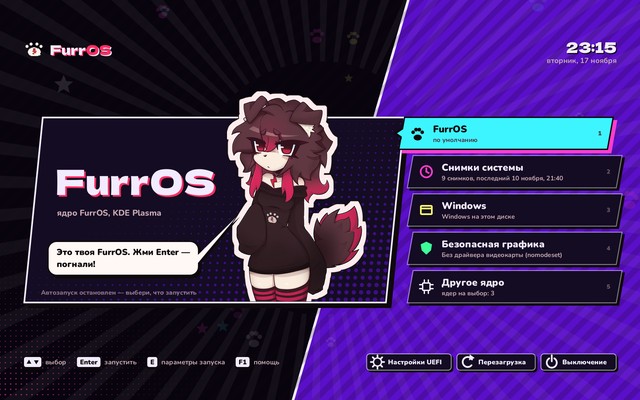 FurrOS
23:15
вторник, 17 ноября
FurrOS
ядро FurrOS, KDE Plasma
Это твоя FurrOS. Жми Enter —
погнали!
Автозапуск остановлен — выбери, что запустить
FurrOS
по умолчанию
1
Снимки системы
9 снимков, последний 10 ноября, 21:40
2
Windows
Windows на этом диске
3
Безопасная графика
Без драйвера видеокарты (nomodeset)
4
Другое ядро
ядер на выбор: 3
5
▲ ▼ выбор Enter запустить E параметры запуска F1 помощь
Настройки UEFI Перезагрузка Выключение